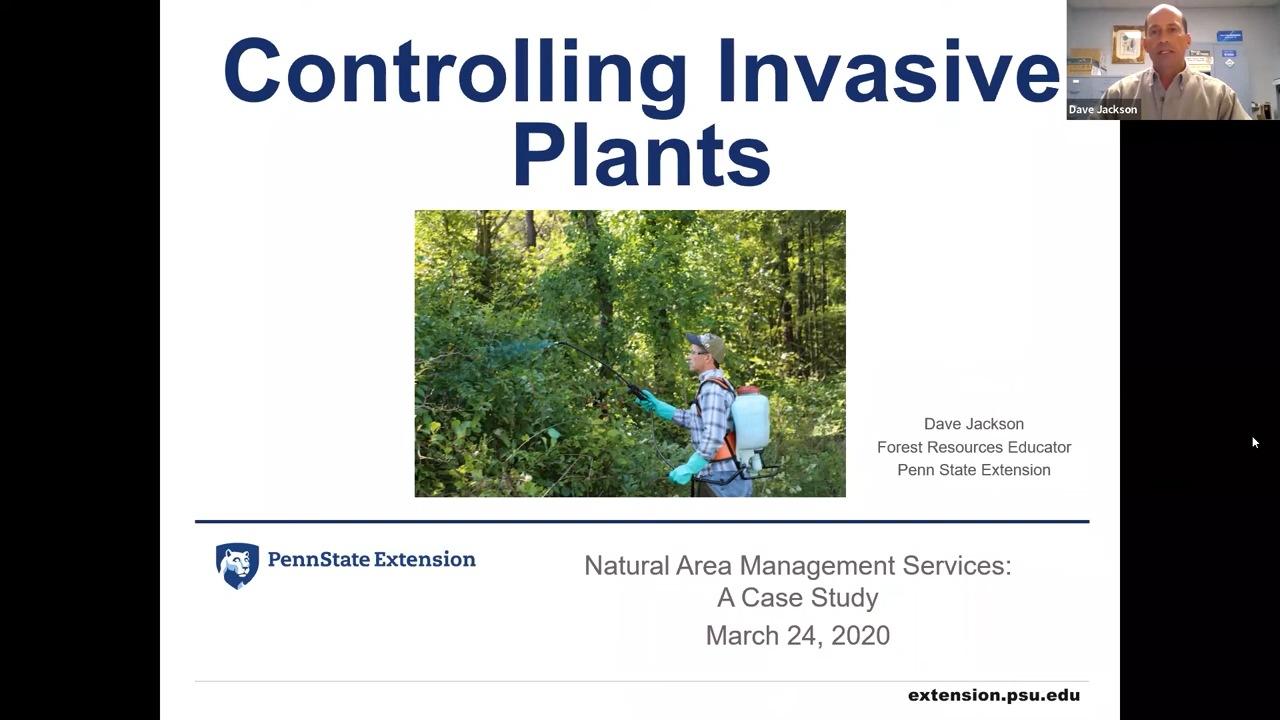 Controlling Invasive
Plants
Dave Jackson
Dave Jackson
Forest Resources Educator
Penn State Extension
PennState Extension
Natural Area Management Services:
A Case Study
March 24, 2020
extension.psu.edu